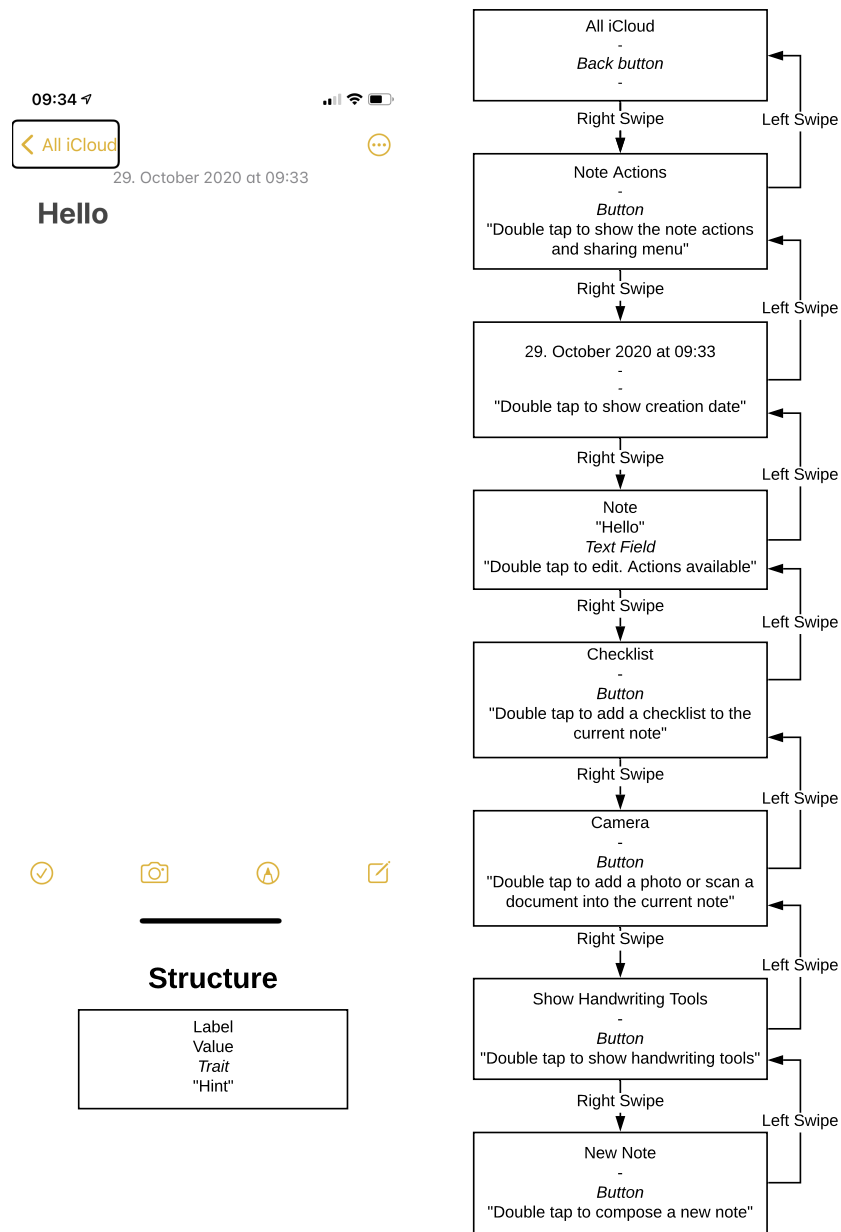 09:34
All iCloud
29. October 2020 at 09:33
Hello
Structure
Label
Value
Trait
"Hint"
All iCloud
-
Back button
-
Right Swipe
Left Swipe
Note Actions
-
Button
"Double tap to show the note actions
and sharing menu"
Right Swipe
Left Swipe
29. October 2020 at 09:33
-
-
"Double tap to show creation date"
Right Swipe
Left Swipe
Note
"Hello"
Text Field
"Double tap to edit. Actions available"
Right Swipe
Left Swipe
Checklist
-
Button
"Double tap to add a checklist to the
current note"
Right Swipe
Left Swipe
Camera
-
Button
"Double tap to add a photo or scan a
document into the current note"
Right Swipe
Left Swipe
Show Handwriting Tools
-
Button
"Double tap to show handwriting tools"
Right Swipe
Left Swipe
New Note
-
Button
"Double tap to compose a new note"